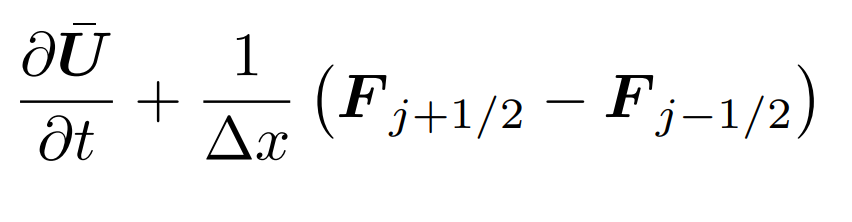 ∂Ū/∂t + 1/Δx (F_{j+1/2} − F_{j−1/2})